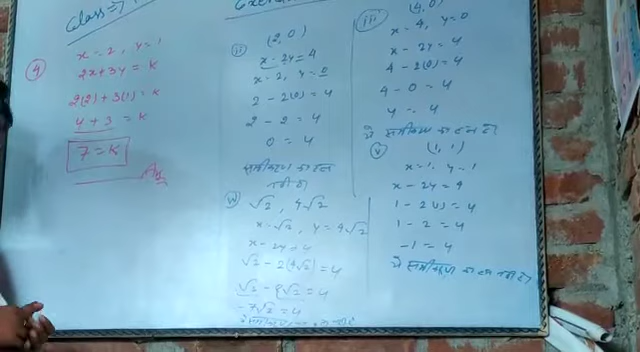 Class
4
x = 2, y = 1
2x + 3y = k
2(2) + 3(1) = k
4 + 3 = k
7 = k
Ans
ii
(2, 0)
x - 2y = 4
x = 2, y = 0
2 - 2(0) = 4
2 - 2 = 4
0 = 4
समीकरण का हल
नही है
iv
√2, 4√2
x = √2, y = 4√2
x - 2y = 4
√2 - 2(4√2) = 4
√2 - 8√2 = 4
-7√2 = 4
iii
(4, 0)
x = 4, y = 0
x - 2y = 4
4 - 2(0) = 4
4 - 0 = 4
4 = 4
ये समीकरण का हल है
v
(1, 1)
x = 1, y = 1
x - 2y = 4
1 - 2(1) = 4
1 - 2 = 4
-1 = 4
ये समीकरण का हल नही है